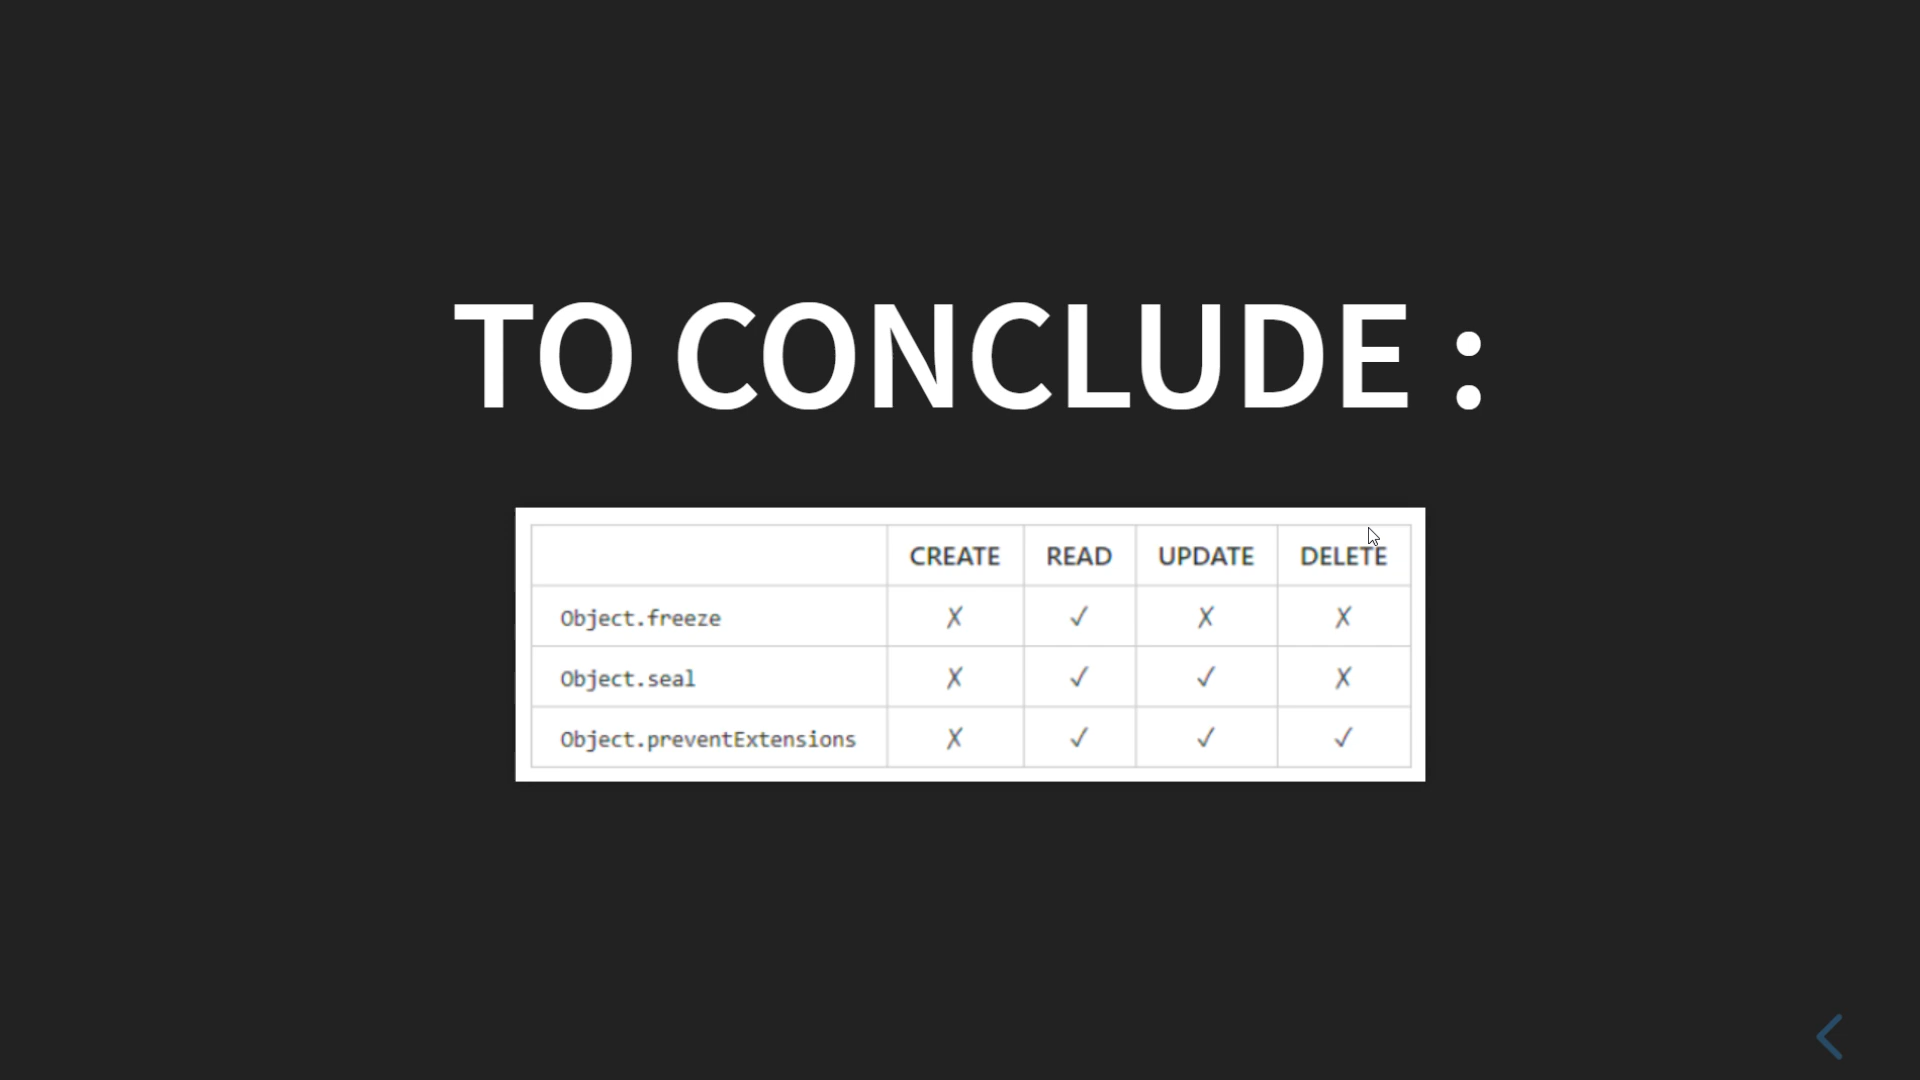 TO CONCLUDE :
CREATE READ UPDATE DELETE
Object.freeze ✗ ✓ ✗ ✗
Object.seal ✗ ✓ ✓ ✗
Object.preventExtensions ✗ ✓ ✓ ✓